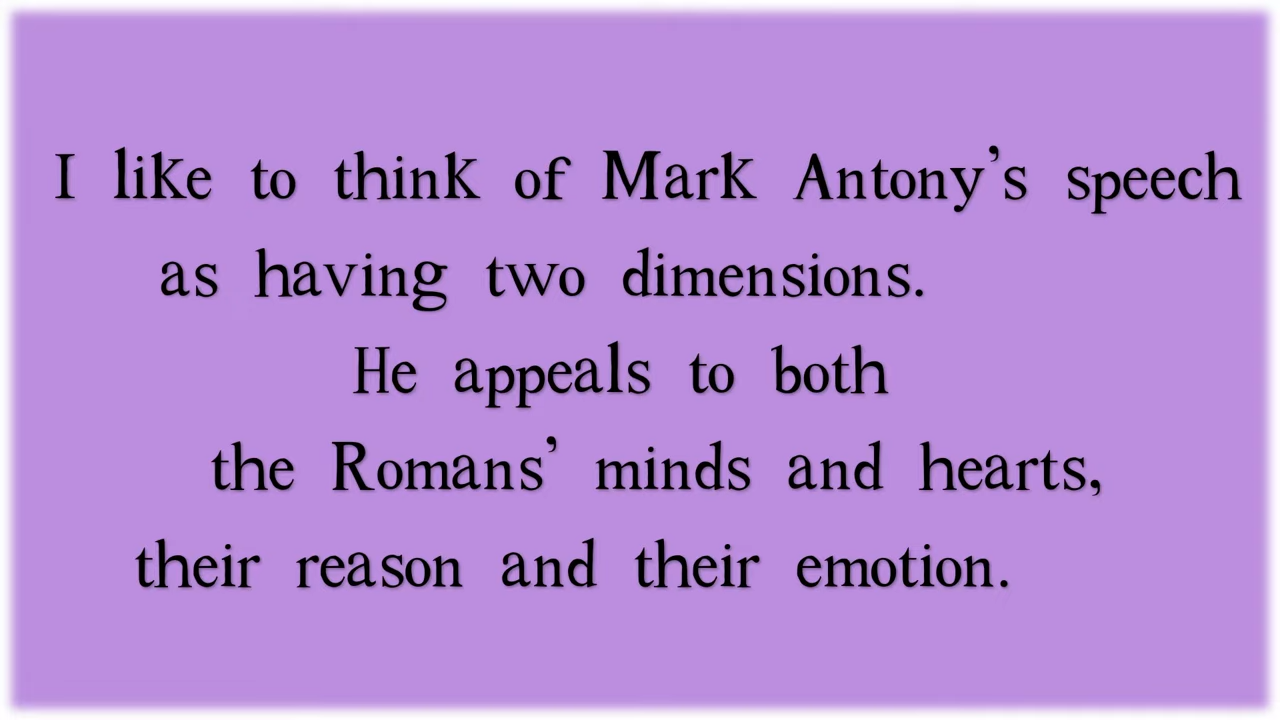 I like to think of Mark Antony’s speech
as having two dimensions.
He appeals to both
the Romans’ minds and hearts,
their reason and their emotion.